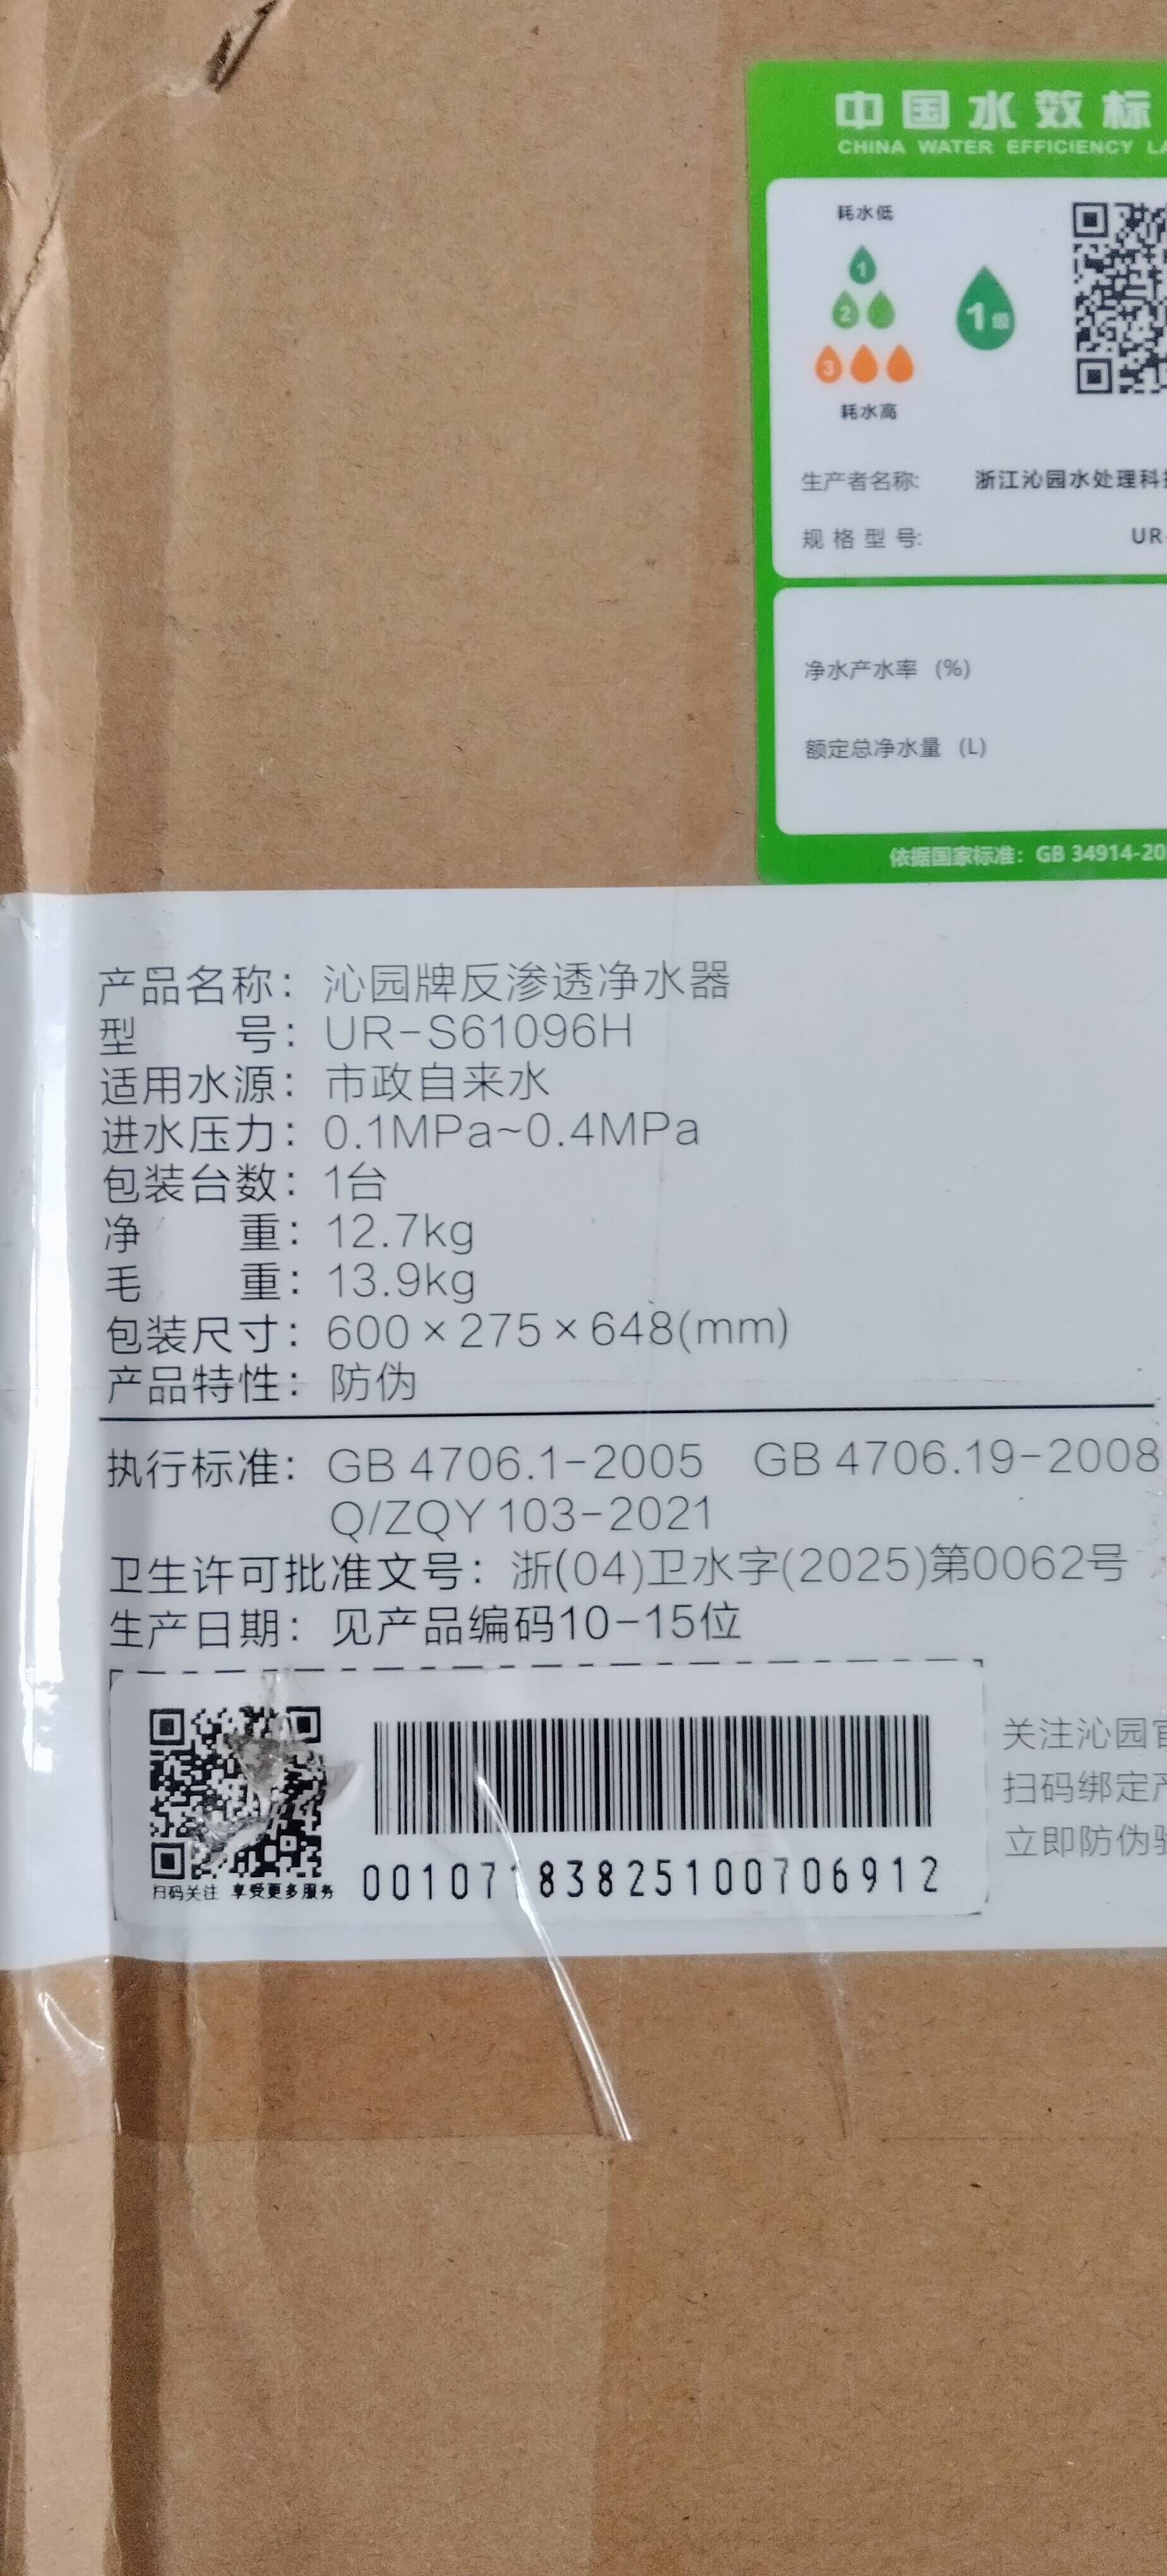 中国水效标
CHINA WATER EFFICIENCY LA
耗水低
1
2
3
1级
耗水高
生产者名称: 浙江沁园水处理科
规格型号: UR-
净水产水率 (%)
额定总净水量 (L)
依据国家标准: GB 34914-20
产品名称: 沁园牌反渗透净水器
型 号: UR-S61096H
适用水源: 市政自来水
进水压力: 0.1MPa~0.4MPa
包装台数: 1台
净 重: 12.7kg
毛 重: 13.9kg
包装尺寸: 600×275×648(mm)
产品特性: 防伪
执行标准: GB 4706.1-2005 GB 4706.19-2008
Q/ZQY 103-2021
卫生许可批准文号: 浙(04)卫水字(2025)第0062号
生产日期: 见产品编码10-15位
扫码关注 享受更多服务
00107 83825100706912
关注沁园官
扫码绑定产
立即防伪验